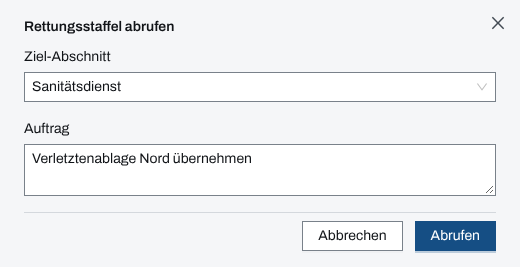 Rettungsstaffel abrufen
Ziel-Abschnitt
Sanitätsdienst
Auftrag
Verletztenablage Nord übernehmen
Abbrechen
Abrufen